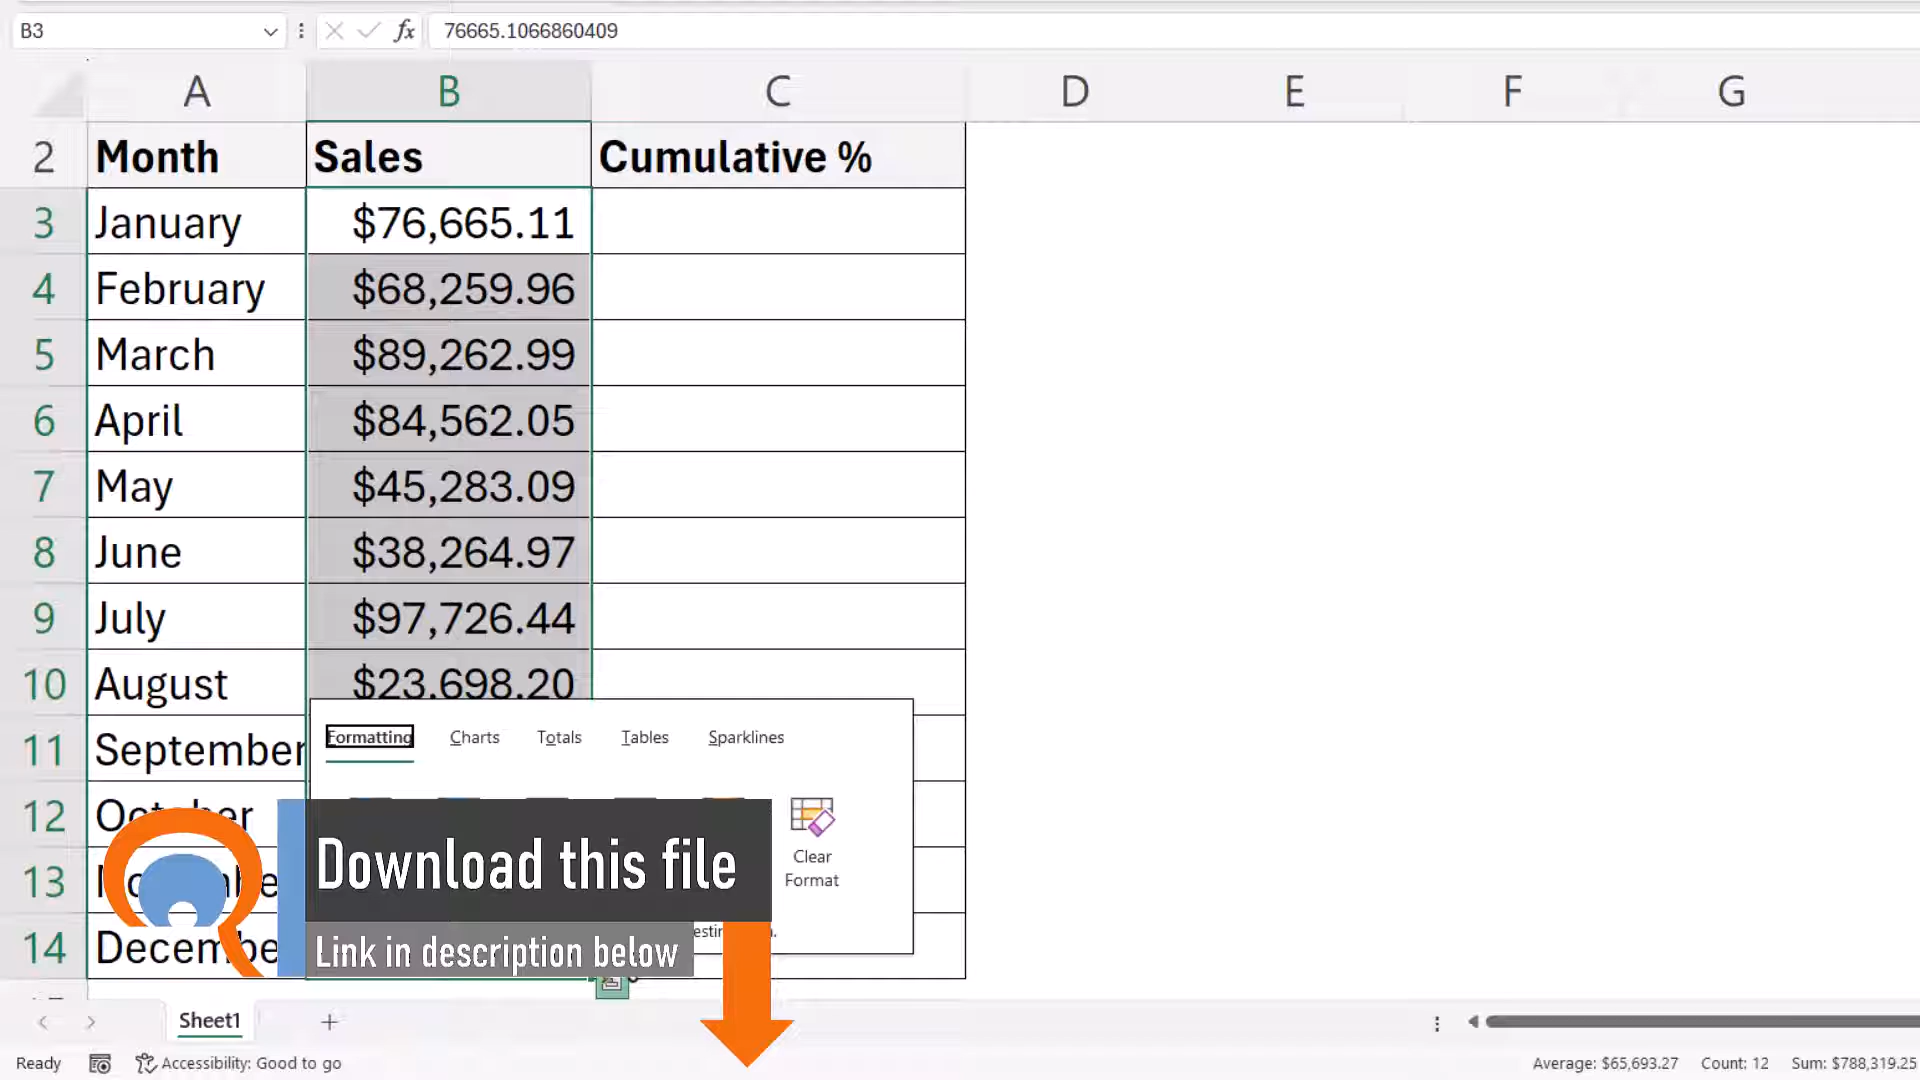 B3 fx 76665.1066860409
A B C D E F G
2 Month Sales Cumulative %
3 January $76,665.11
4 February $68,259.96
5 March $89,262.99
6 April $84,562.05
7 May $45,283.09
8 June $38,264.97
9 July $97,726.44
10 August $23,698.20
11 September
Formatting Charts Totals Tables Sparklines
12
13
14
Clear
Format
Download this file
Link in description below
Sheet1
Ready Accessibility: Good to go Average: $65,693.27 Count: 12 Sum: $788,319.25